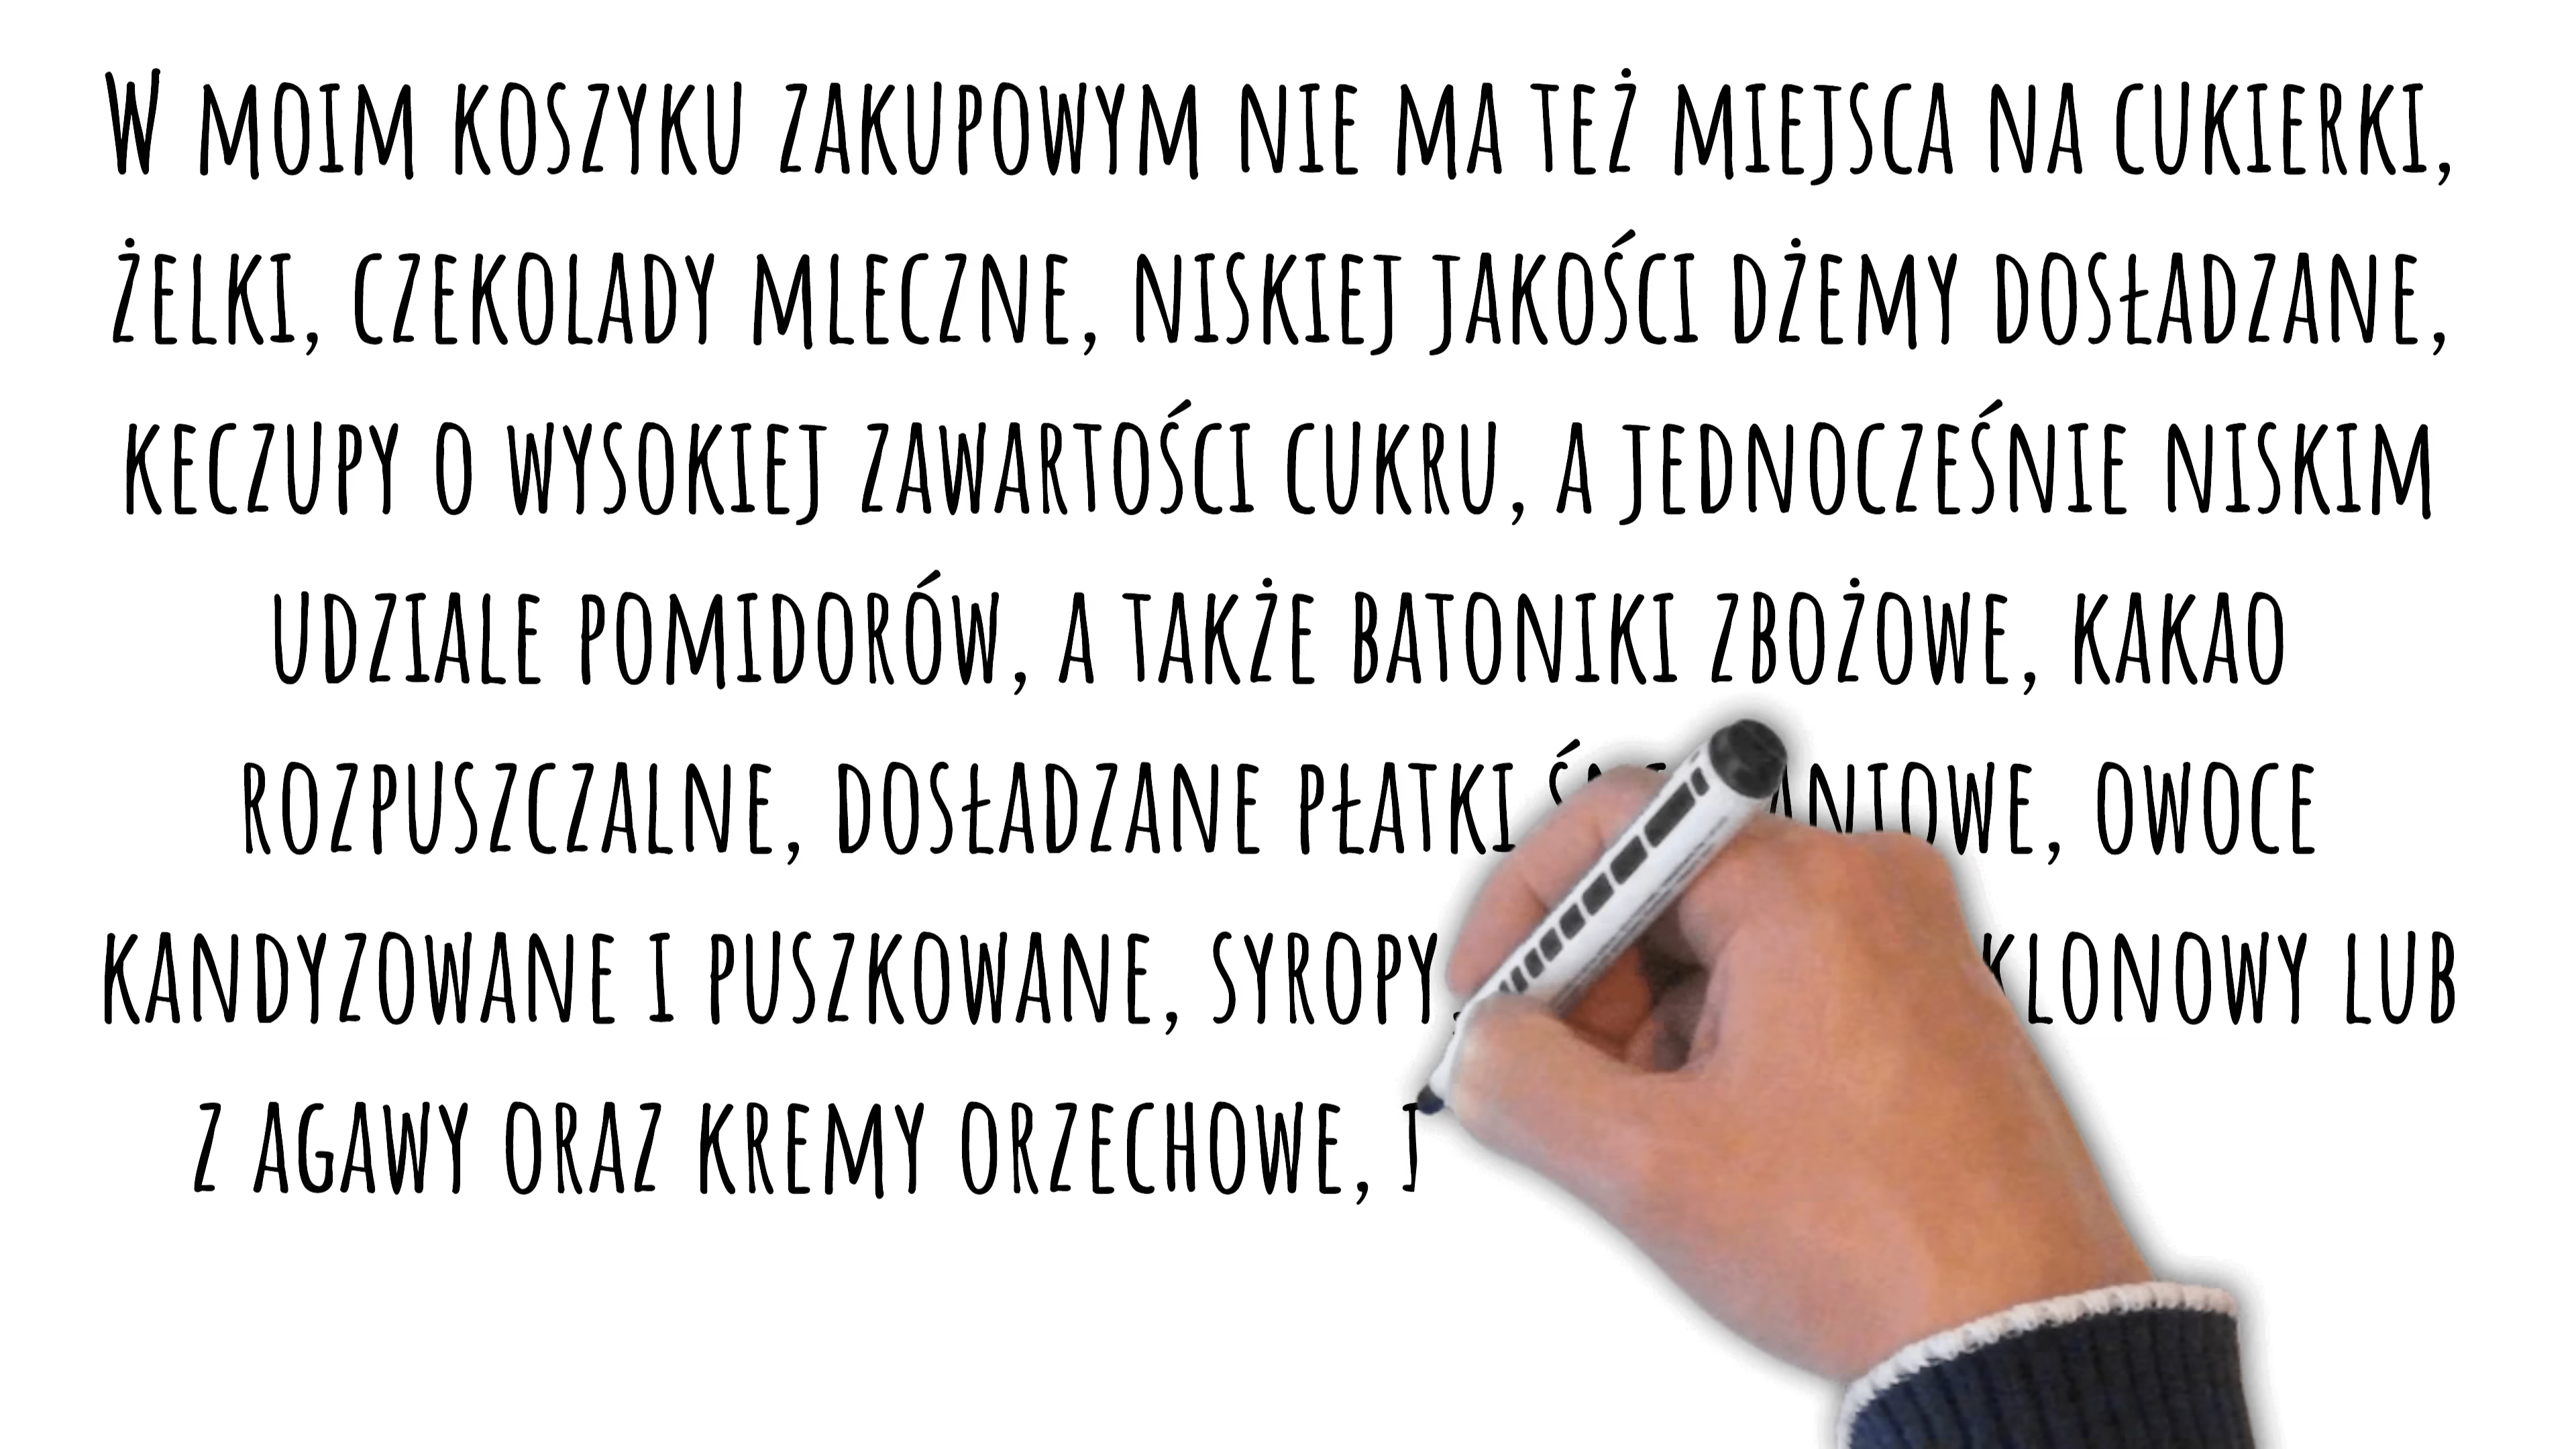 W MOIM KOSZYKU ZAKUPOWYM NIE MA TEŻ MIEJSCA NA CUKIERKI,
ŻELKI, CZEKOLADY MLECZNE, NISKIEJ JAKOŚCI DŻEMY DOSŁADZANE,
KECZUPY O WYSOKIEJ ZAWARTOŚCI CUKRU, A JEDNOCZEŚNIE NISKIM
UDZIALE POMIDORÓW, A TAKŻE BATONIKI ZBOŻOWE, KAKAO
ROZPUSZCZALNE, DOSŁADZANE PŁATKI ŚNIADANIOWE, OWOCE
KANDYZOWANE I PUSZKOWANE, SYROPY, KLONOWY LUB
Z AGAWY ORAZ KREMY ORZECHOWE,